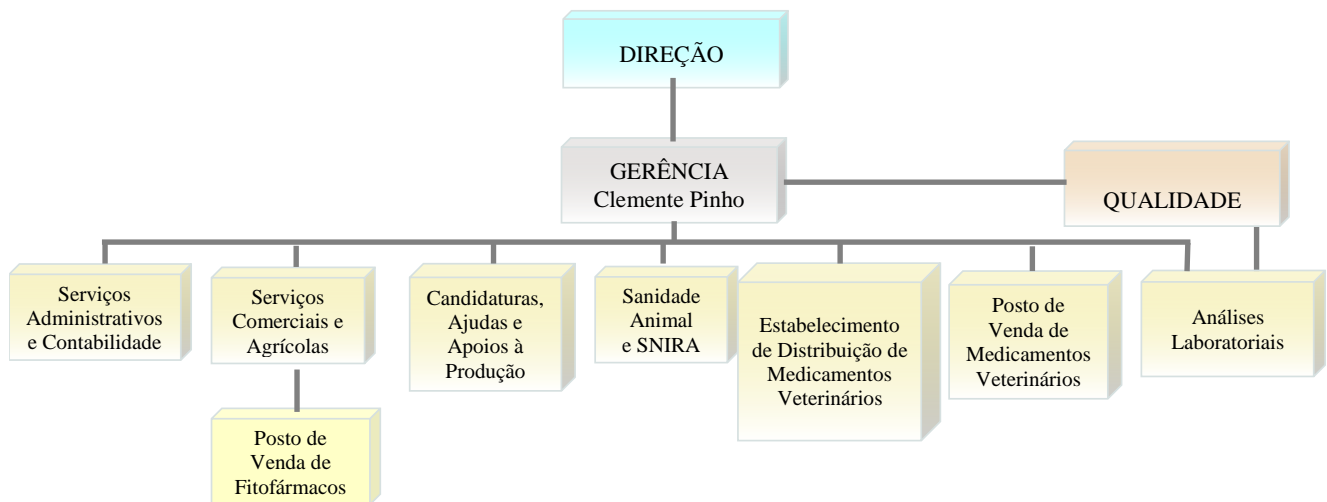 DIREÇÃO
GERÊNCIA
Clemente Pinho
QUALIDADE
Serviços
Administrativos
e Contabilidade
Serviços
Comerciais e
Agrícolas
Candidaturas,
Ajudas e
Apoios à
Produção
Sanidade
Animal
e SNIRA
Estabelecimento
de Distribuição de
Medicamentos
Veterinários
Posto de
Venda de
Medicamentos
Veterinários
Análises
Laboratoriais
Posto de
Venda de
Fitofármacos